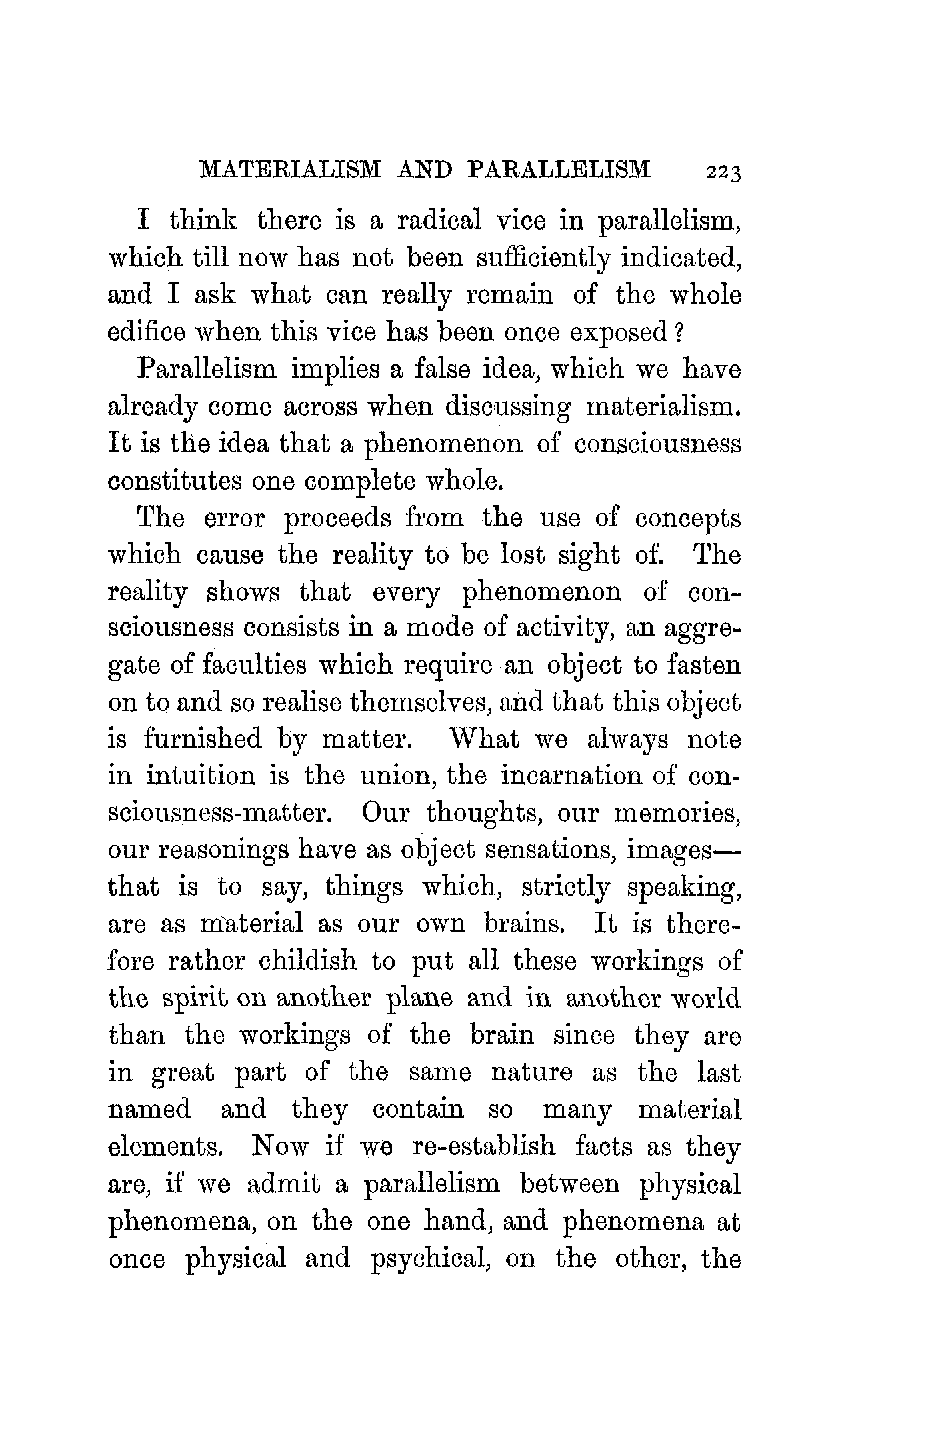 MATERIALISM AND PARALLELISM 223
I think there is a radical vice in parallelism,
which till now has not been sufficiently indicated,
and I ask what can really remain of the whole
edifice when this vice has been once exposed?
Parallelism implies a false idea, which we have
already come across when discussing materialism.
It is the idea that a phenomenon of consciousness
constitutes one complete whole.
The error proceeds from the use of concepts
which cause the reality to be lost sight of. The
reality shows that every phenomenon of con-
sciousness consists in a mode of activity, an aggre-
gate of faculties which require an object to fasten
on to and so realise themselves, and that this object
is furnished by matter. What we always note
in intuition is the union, the incarnation of con-
sciousness-matter. Our thoughts, our memories,
our reasonings have as object sensations, images—
that is to say, things which, strictly speaking,
are as material as our own brains. It is there-
fore rather childish to put all these workings of
the spirit on another plane and in another world
than the workings of the brain since they are
in great part of the same nature as the last
named and they contain so many material
elements. Now if we re-establish facts as they
are, if we admit a parallelism between physical
phenomena, on the one hand, and phenomena at
once physical and psychical, on the other, the